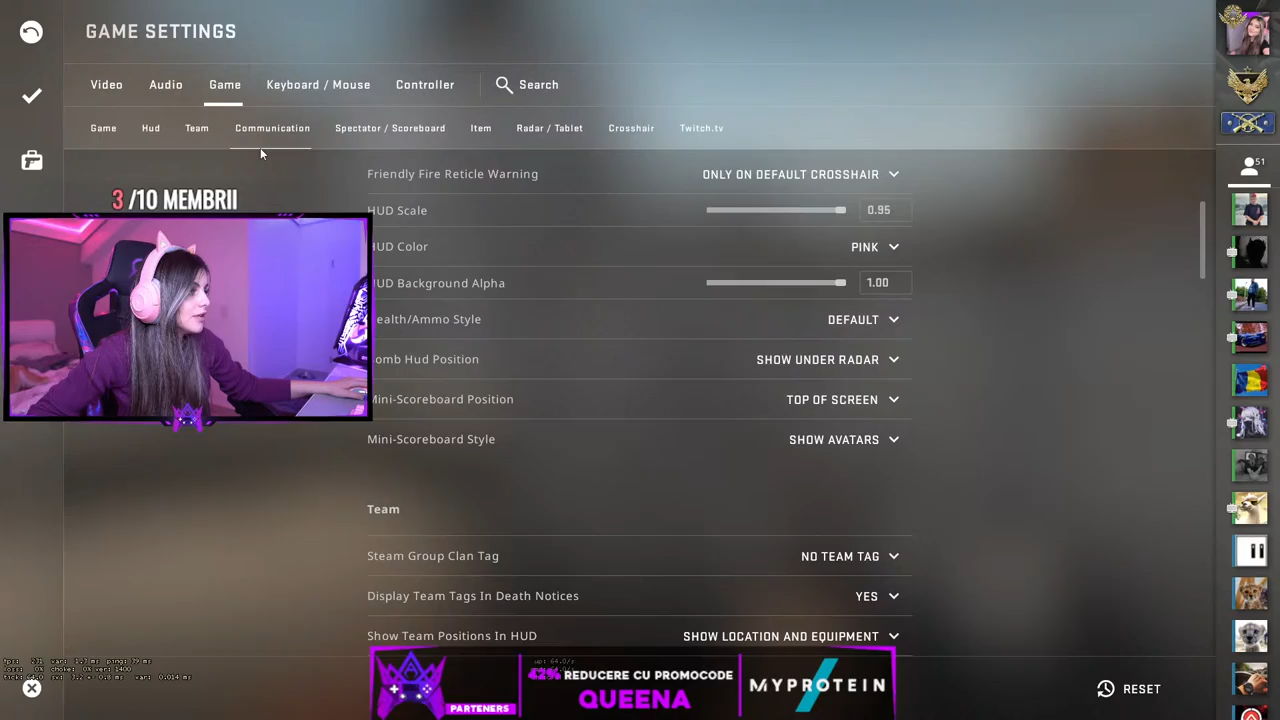 GAME SETTINGS
Video Audio Game Keyboard / Mouse Controller Search
Game Hud Team Communication Spectator / Scoreboard Item Radar / Tablet Crosshair Twitch.tv
51
3 /10 MEMBRII
Friendly Fire Reticle Warning ONLY ON DEFAULT CROSSHAIR
HUD Scale 0.95
HUD Color PINK
HUD Background Alpha 1.00
ealth/Ammo Style DEFAULT
omb Hud Position SHOW UNDER RADAR
Mini-Scoreboard Position TOP OF SCREEN
Mini-Scoreboard Style SHOW AVATARS
Team
Steam Group Clan Tag NO TEAM TAG
Display Team Tags In Death Notices YES
Show Team Positions In HUD SHOW LOCATION AND EQUIPMENT
PARTENERS
42% REDUCERE CU PROMOCODE
QUEENA
MYPROTEIN
RESET